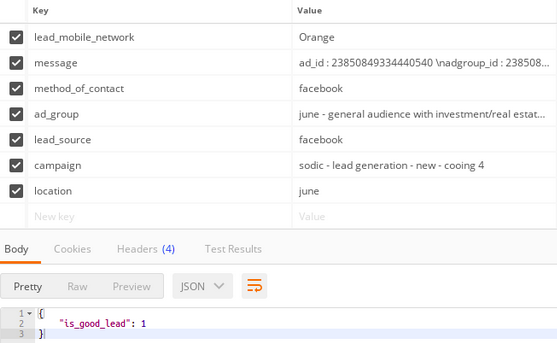 Key Value
lead_mobile_network Orange
message ad_id : 23850849334440540 \nadgroup_id : 238508...
method_of_contact facebook
ad_group june - general audience with investment/real estat...
lead_source facebook
campaign sodic - lead generation - new - cooing 4
location june
New key Value
Body Cookies Headers (4) Test Results
Pretty Raw Preview JSON
1 {
2 "is_good_lead": 1
3 }